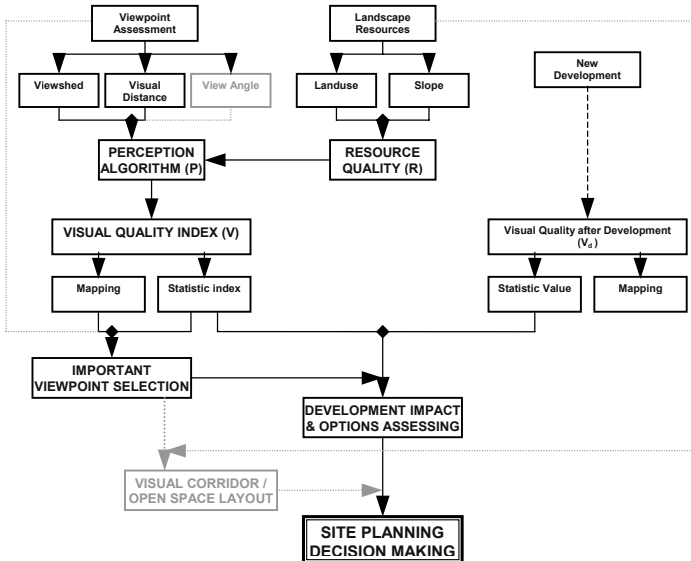 Viewpoint
Assessment
Landscape
Resources
New
Development
Viewshed
Visual
Distance
View Angle
Landuse
Slope
PERCEPTION
ALGORITHM (P)
RESOURCE
QUALITY (R)
VISUAL QUALITY INDEX (V)
Visual Quality after Development
(Vd )
Mapping
Statistic index
Statistic Value
Mapping
IMPORTANT
VIEWPOINT SELECTION
DEVELOPMENT IMPACT
& OPTIONS ASSESSING
VISUAL CORRIDOR /
OPEN SPACE LAYOUT
SITE PLANNING
DECISION MAKING